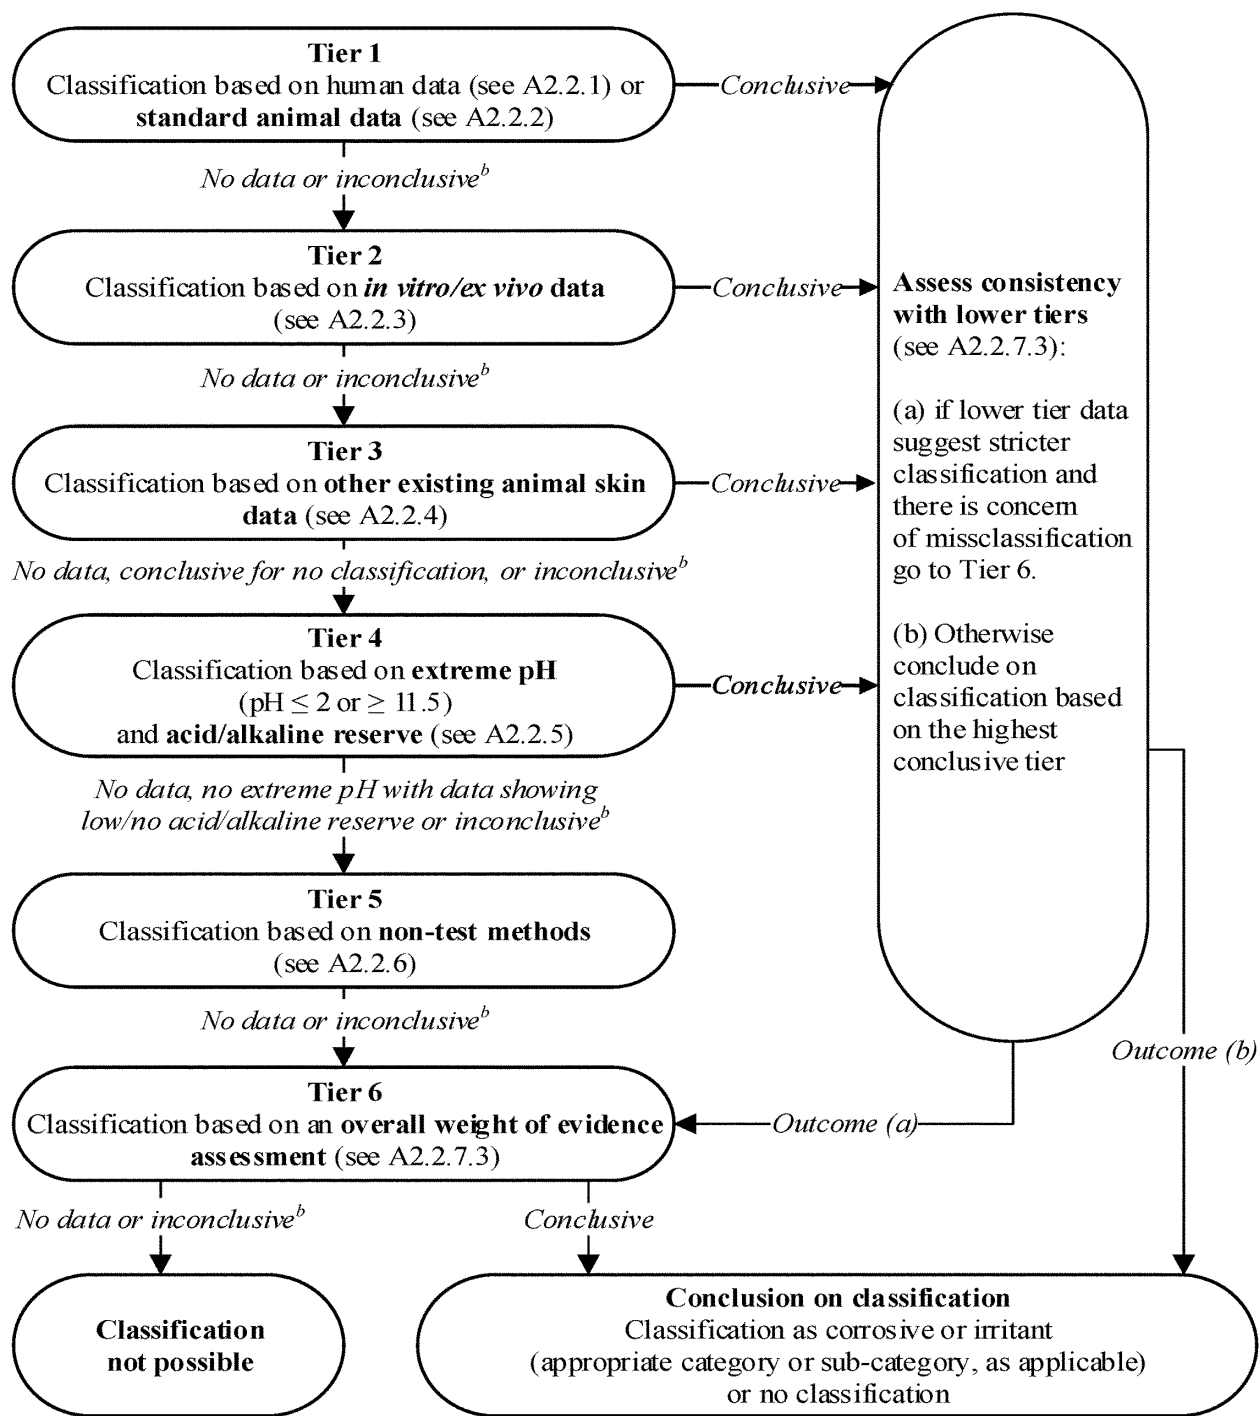 Tier 1
Classification based on human data (see A2.2.1) or
standard animal data (see A2.2.2)
Conclusive
No data or inconclusive^b
Tier 2
Classification based on in vitro/ex vivo data
(see A2.2.3)
Conclusive
No data or inconclusive^b
Tier 3
Classification based on other existing animal skin
data (see A2.2.4)
Conclusive
No data, conclusive for no classification, or inconclusive^b
Tier 4
Classification based on extreme pH
(pH ≤ 2 or ≥ 11.5)
and acid/alkaline reserve (see A2.2.5)
Conclusive
No data, no extreme pH with data showing
low/no acid/alkaline reserve or inconclusive^b
Tier 5
Classification based on non-test methods
(see A2.2.6)
No data or inconclusive^b
Tier 6
Classification based on an overall weight of evidence
assessment (see A2.2.7.3)
Assess consistency
with lower tiers
(see A2.2.7.3):
(a) if lower tier data
suggest stricter
classification and
there is concern
of missclassification
go to Tier 6.
(b) Otherwise
conclude on
classification based
on the highest
conclusive tier
Outcome (a)
Outcome (b)
No data or inconclusive^b
Conclusive
Classification
not possible
Conclusion on classification
Classification as corrosive or irritant
(appropriate category or sub-category, as applicable)
or no classification